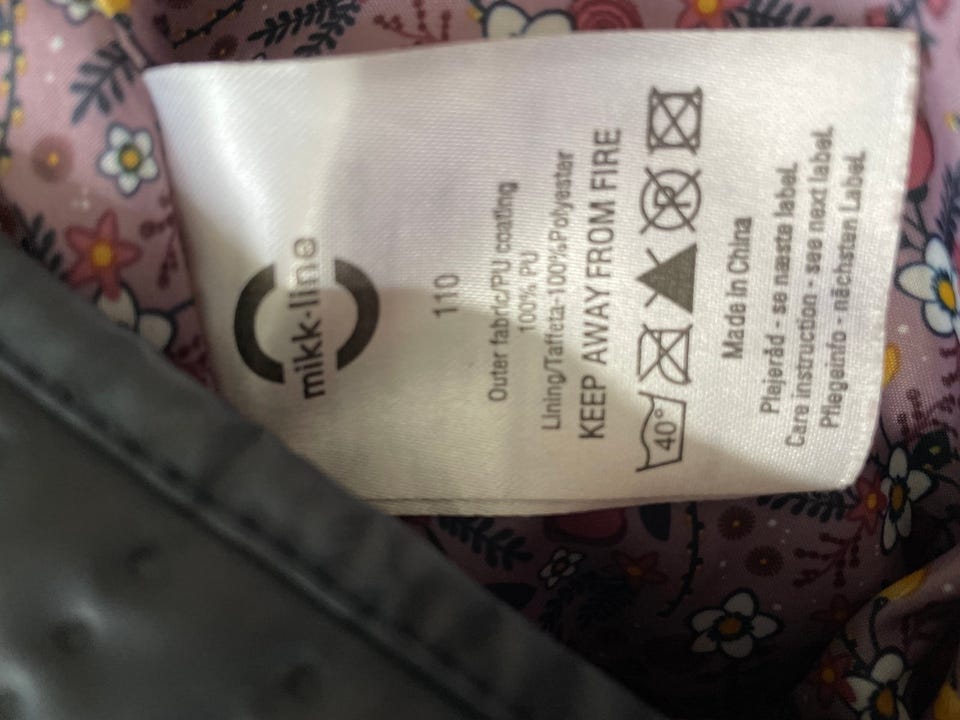 mikk-line
110
Outer fabric/PU coating
100% PU
Lining/Taffeta-100%Polyester
KEEP AWAY FROM FIRE
40° P
Made in China
Plejeråd - se næste label.
Care instruction - see next label.
Pflegeinfo - nächsten Label.